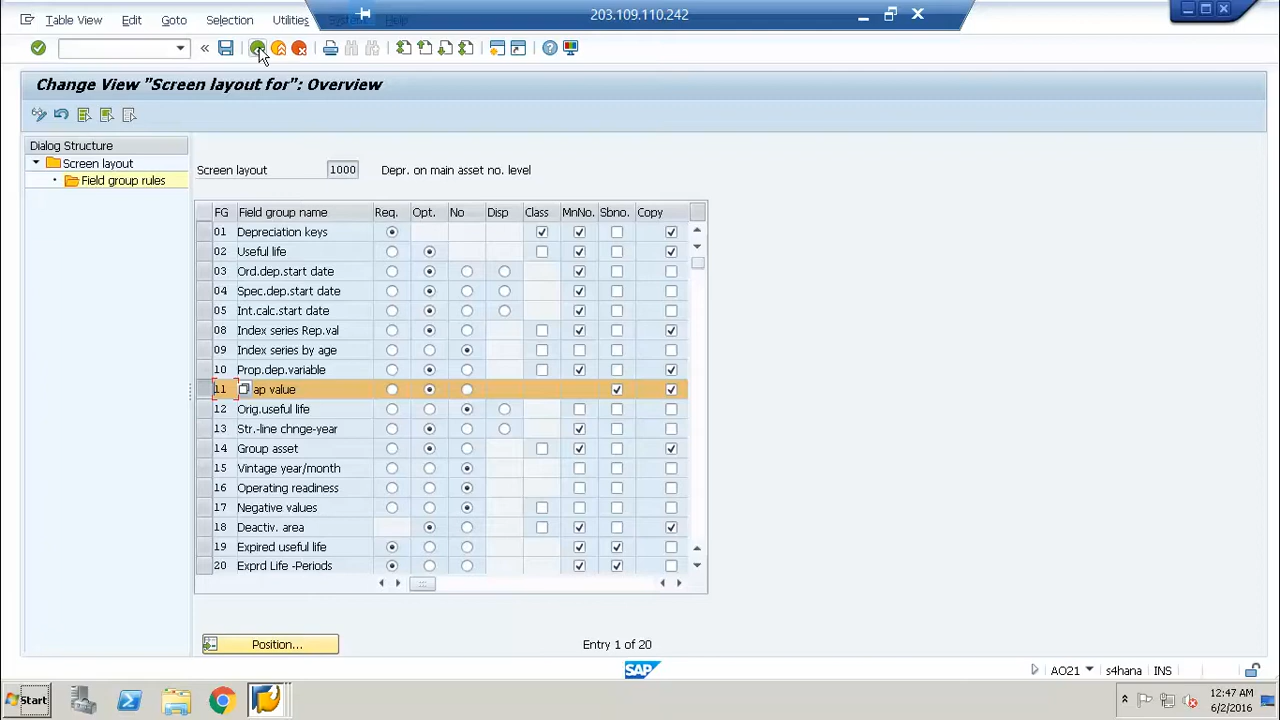 Table View Edit Goto Selection Utilities System Help
203.109.110.242
Change View "Screen layout for": Overview
Dialog Structure
Screen layout
Field group rules
Screen layout 1000 Depr. on main asset no. level
FG Field group name Req. Opt. No Disp Class MnNo. Sbno. Copy
01 Depreciation keys
02 Useful life
03 Ord.dep.start date
04 Spec.dep.start date
05 Int.calc.start date
08 Index series Rep.val
09 Index series by age
10 Prop.dep.variable
11 ap value
12 Orig.useful life
13 Str.-line chnge-year
14 Group asset
15 Vintage year/month
16 Operating readiness
17 Negative values
18 Deactiv. area
19 Expired useful life
20 Exprd Life -Periods
Position...
Entry 1 of 20
SAP
AO21 s4hana INS
Start
12:47 AM
6/2/2016